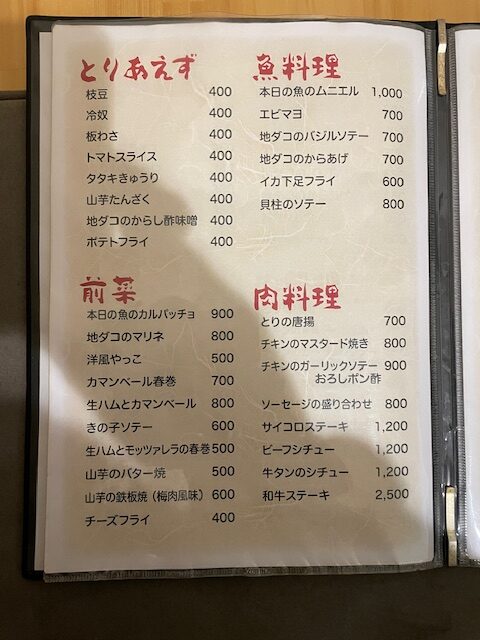 とりあえず
枝豆 400
冷奴 400
板わさ 400
トマトスライス 400
タタキきゅうり 400
山芋たんざく 400
地ダコのからし酢味噌 400
ポテトフライ 400
前菜
本日の魚のカルパッチョ 900
地ダコのマリネ 800
洋風やっこ 500
カマンベール春巻 700
生ハムとカマンベール 800
きの子ソテー 600
生ハムとモッツァレラの春巻 500
山芋のバター焼 500
山芋の鉄板焼（梅肉風味） 600
チーズフライ 400
魚料理
本日の魚のムニエル 1,000
エビマヨ 700
地ダコのバジルソテー 700
地ダコのからあげ 700
イカ下足フライ 600
貝柱のソテー 800
肉料理
とりの唐揚 700
チキンのマスタード焼き 800
チキンのガーリックソテー 900
おろしポン酢
ソーセージの盛り合わせ 800
サイコロステーキ 1,200
ビーフシチュー 1,200
牛タンのシチュー 1,200
和牛ステーキ 2,500